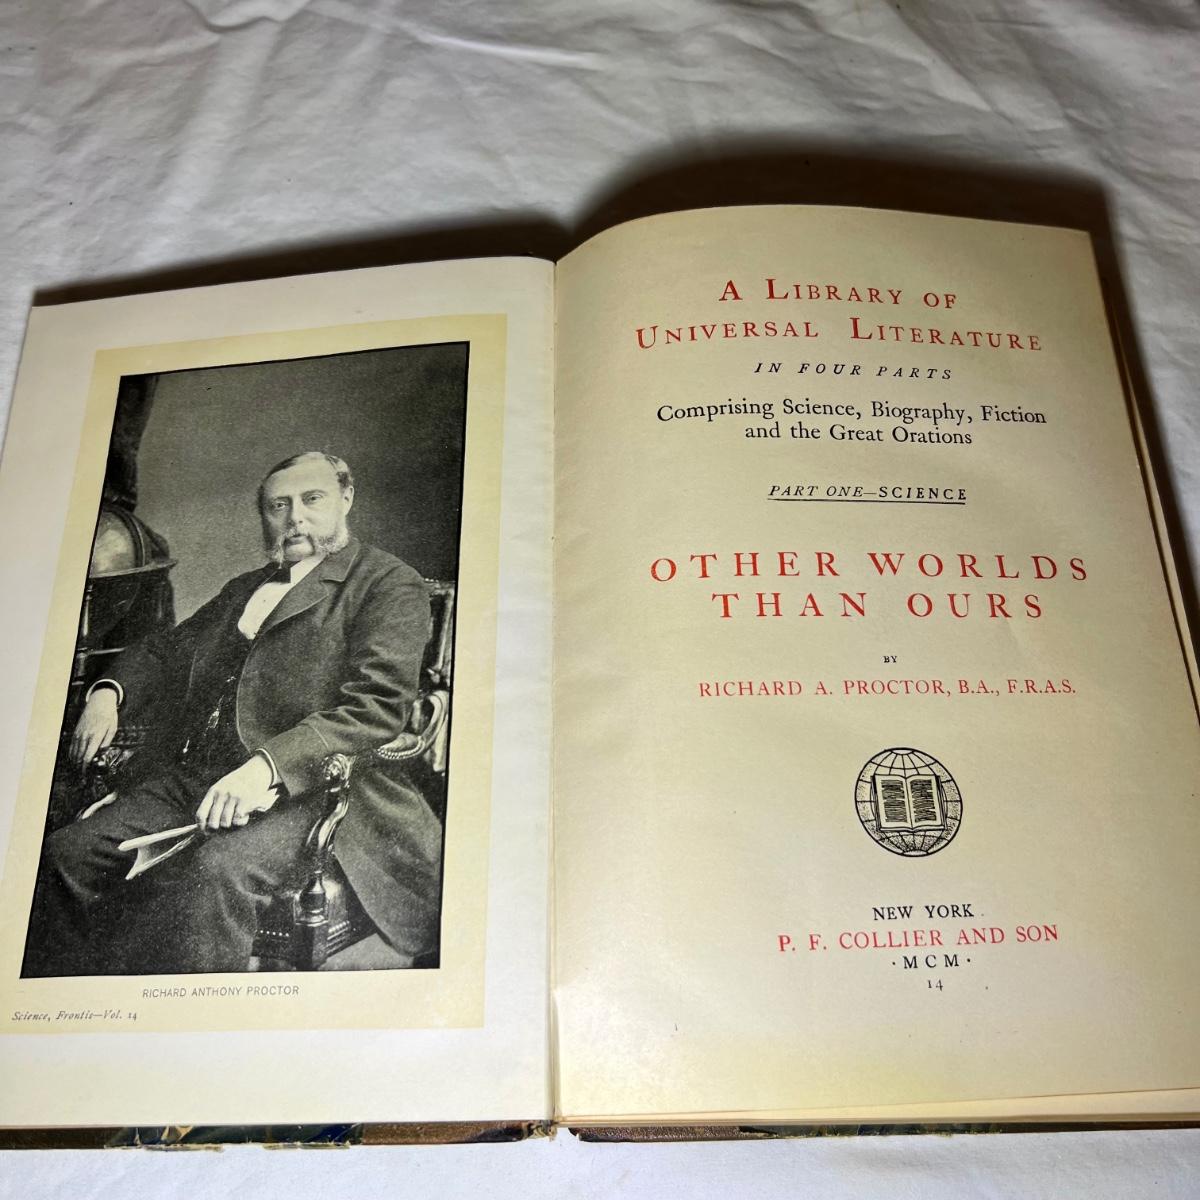 RICHARD ANTHONY PROCTOR
Science, Frontis—Vol. 14
A LIBRARY OF
UNIVERSAL LITERATURE
IN FOUR PARTS
Comprising Science, Biography, Fiction
and the Great Orations
PART ONE—SCIENCE
OTHER WORLDS
THAN OURS
BY
RICHARD A. PROCTOR, B.A., F.R.A.S.
NEW YORK
P. F. COLLIER AND SON
·MCM·
14